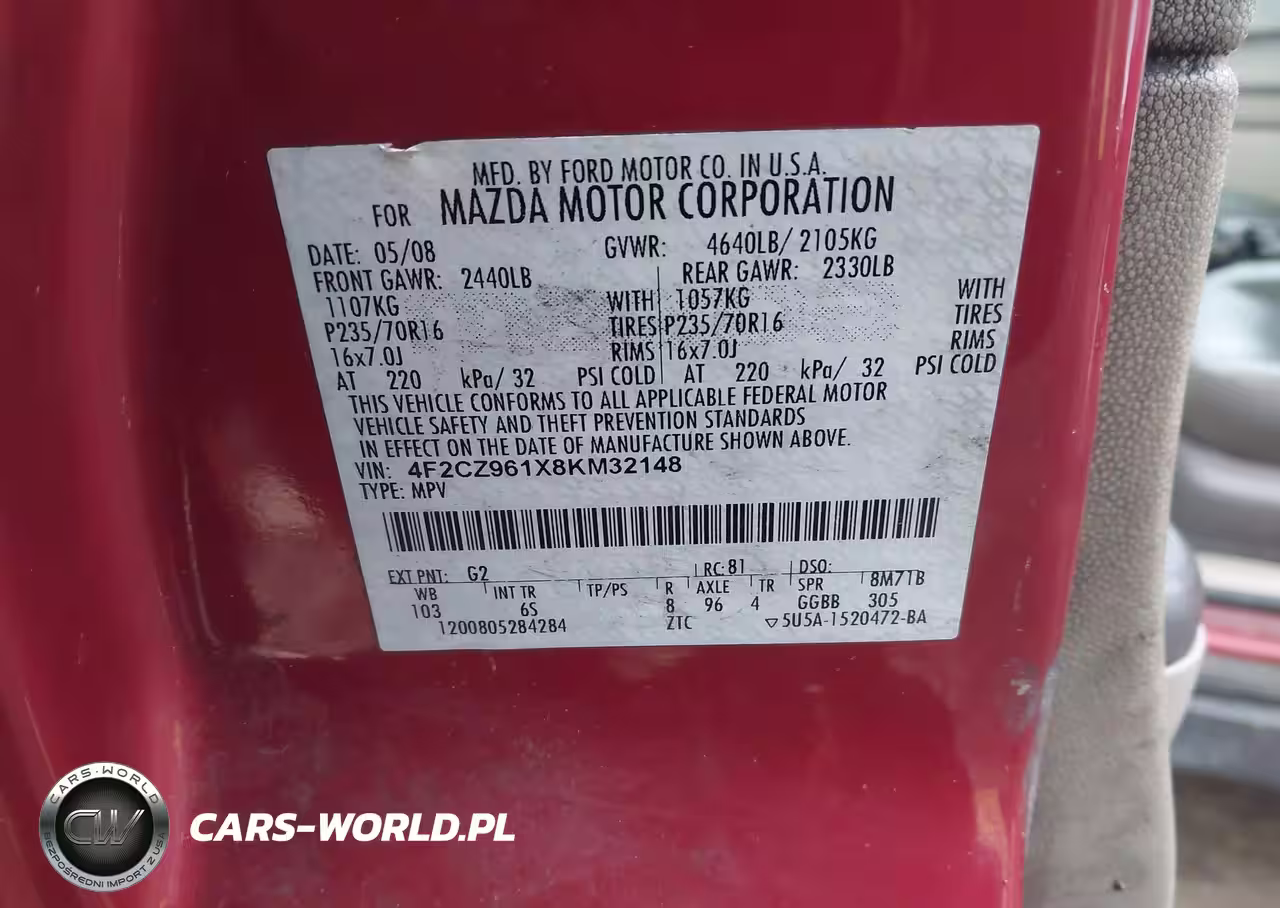 MFD. BY FORD MOTOR CO. IN U.S.A.
FOR MAZDA MOTOR CORPORATION
DATE: 05/08 GVWR: 4640LB/ 2105KG
FRONT GAWR: 2440LB REAR GAWR: 2330LB
1107KG WITH 1057KG WITH
P235/70R16 TIRES P235/70R16 TIRES
16x7.0J RIMS 16x7.0J RIMS
AT 220 kPa/ 32 PSI COLD AT 220 kPa/ 32 PSI COLD
THIS VEHICLE CONFORMS TO ALL APPLICABLE FEDERAL MOTOR
VEHICLE SAFETY AND THEFT PREVENTION STANDARDS
IN EFFECT ON THE DATE OF MANUFACTURE SHOWN ABOVE.
VIN: 4F2CZ961X8KM32148
TYPE: MPV
EXT PNT: G2 RC: 81 DSO:
WB INT TR TP/PS R AXLE TR SPR 8M71B
103 6S 8 96 4 GGBB 305
1200805284284 ZTC ▽5U5A-1520472-BA
CARS-WORLD
CW
BEZPOŚREDNI IMPORT Z USA
CARS-WORLD.PL